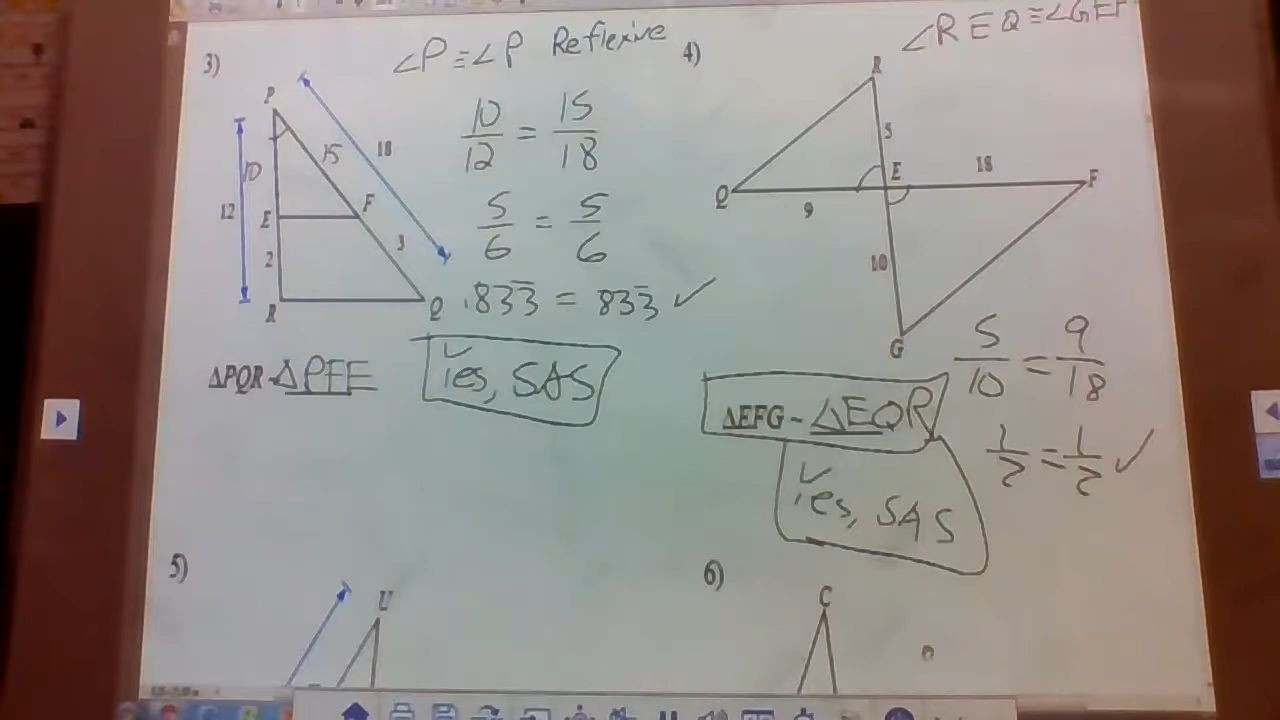 3)
∠P ≅ ∠P Reflexive
P
10
15
18
12
E
F
2
3
R
Q
10/12 = 15/18
5/6 = 5/6
.833̅ = 833̅ ✓
ΔPQR ~ ΔPFE
Yes, SAS
4)
∠REQ ≅ ∠GEF
R
5
E
18
F
Q
9
10
G
5/10 = 9/18
1/2 = 1/2 ✓
ΔEFG ~ ΔEQR
Yes, SAS
5)
U
6)
C